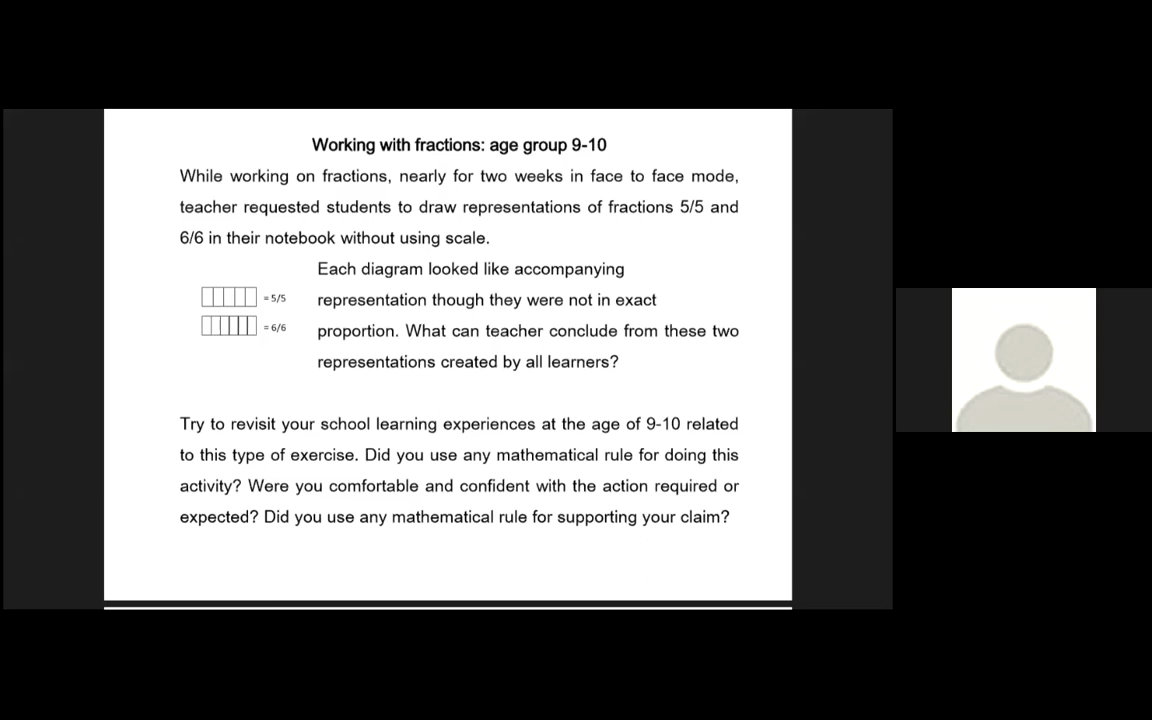 Working with fractions: age group 9-10
While working on fractions, nearly for two weeks in face to face mode,
teacher requested students to draw representations of fractions 5/5 and
6/6 in their notebook without using scale.
Each diagram looked like accompanying
= 5/5
representation though they were not in exact
= 6/6
proportion. What can teacher conclude from these two
representations created by all learners?
Try to revisit your school learning experiences at the age of 9-10 related
to this type of exercise. Did you use any mathematical rule for doing this
activity? Were you comfortable and confident with the action required or
expected? Did you use any mathematical rule for supporting your claim?